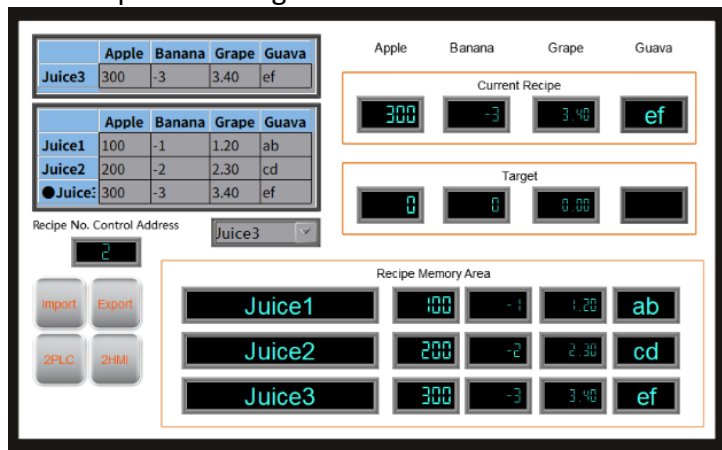 Apple Banana Grape Guava
Juice3 300 -3 3.40 ef
Apple Banana Grape Guava
Juice1 100 -1 1.20 ab
Juice2 200 -2 2.30 cd
●Juice: 300 -3 3.40 ef
Recipe No. Control Address
2
Juice3
Import Export
2PLC 2HMI
Apple Banana Grape Guava
Current Recipe
300 -3 3.40 ef
Target
0 0 0.00
Recipe Memory Area
Juice1 100 -1 1.20 ab
Juice2 200 -2 2.30 cd
Juice3 300 -3 3.40 ef